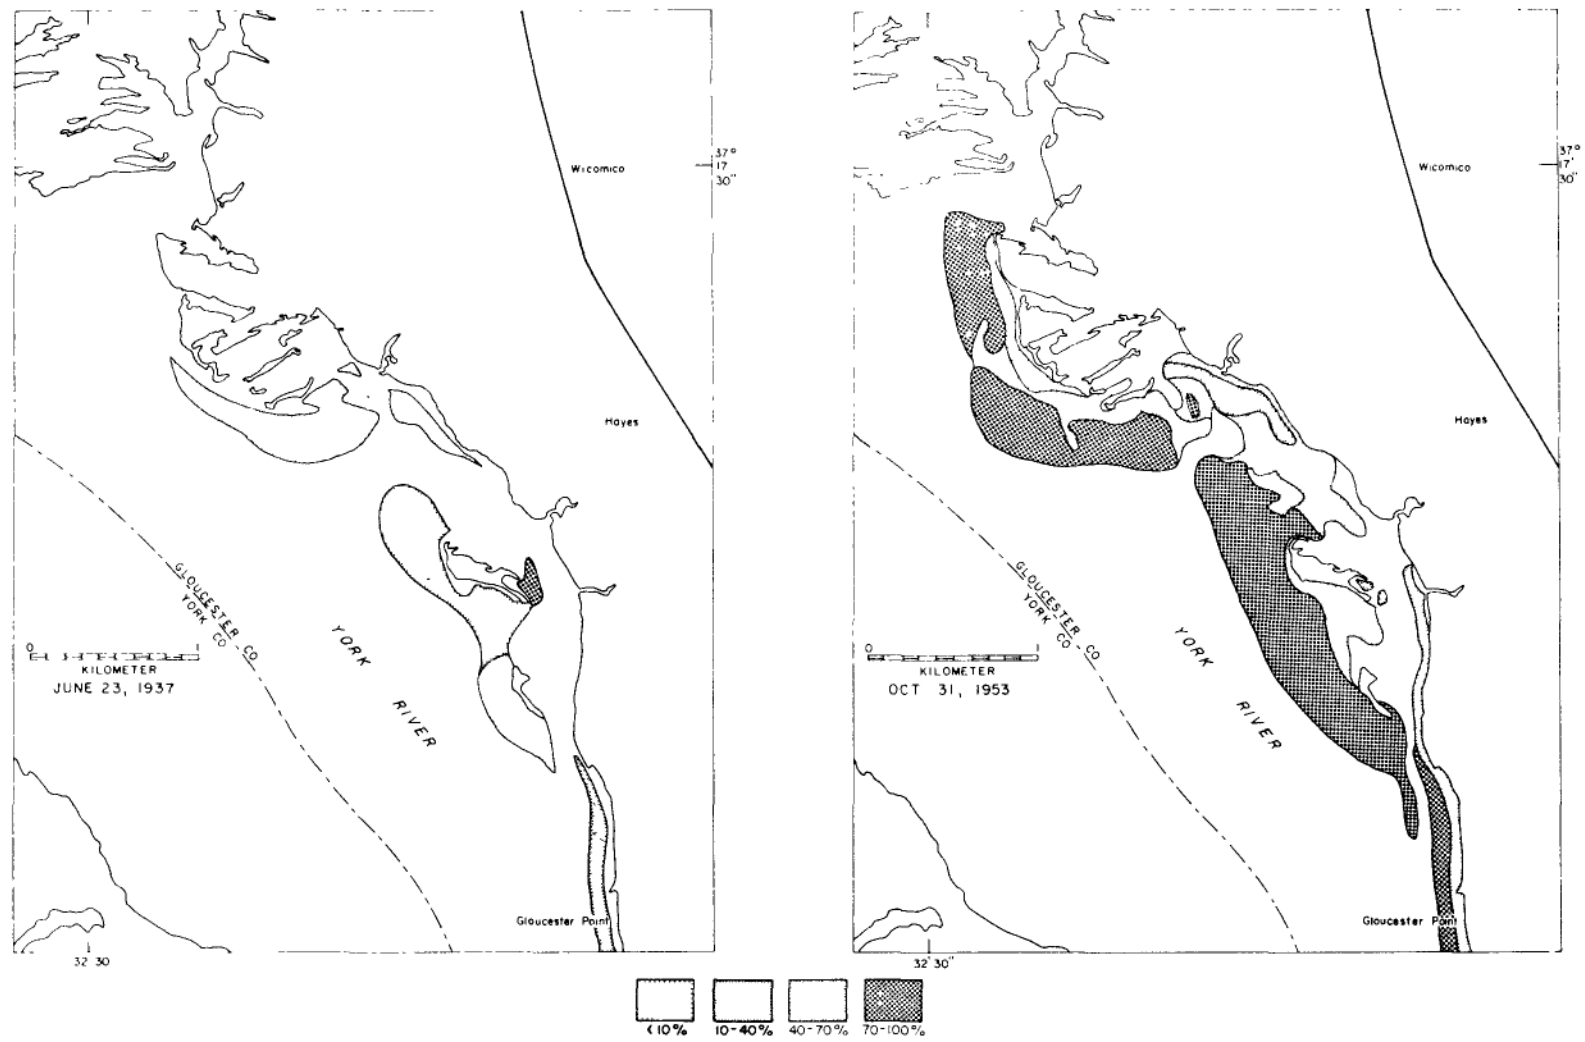 37°
17
30"
Wicomico
Hayes
GLOUCESTER CO
YORK CO
YORK
RIVER
0 1
KILOMETER
JUNE 23, 1937
Gloucester Point
32 30
37°
17'
30"
Wicomico
Hayes
GLOUCESTER CO
YORK CO
YORK
RIVER
0 1
KILOMETER
OCT 31, 1953
Gloucester Point
32' 30"
<10% 10-40% 40-70% 70-100%